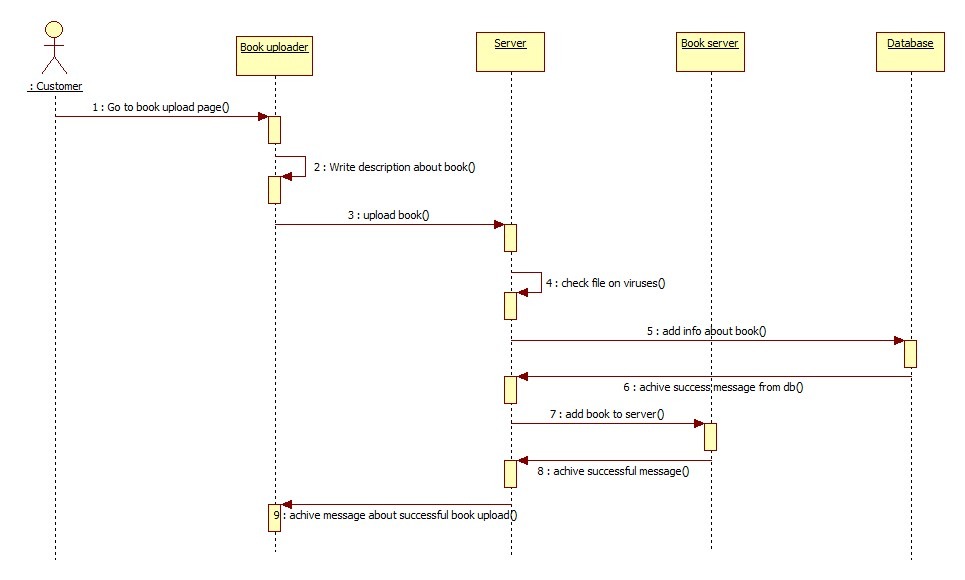 Book uploader
Server
Book server
Database
: Customer
1 : Go to book upload page()
2 : Write description about book()
3 : upload book()
4 : check file on viruses()
5 : add info about book()
6 : achive success message from db()
7 : add book to server()
8 : achive successful message()
9 : achive message about successful book upload()